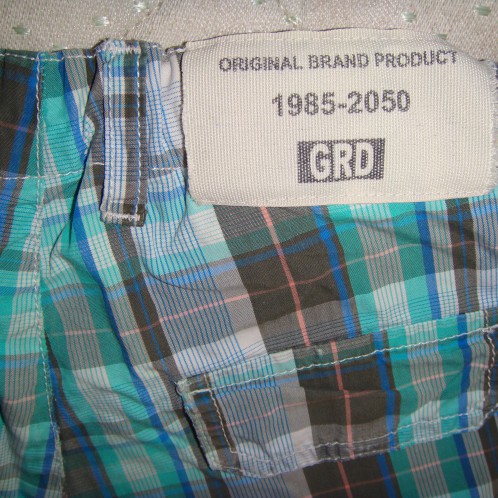 ORIGINAL BRAND PRODUCT
1985-2050
GRD